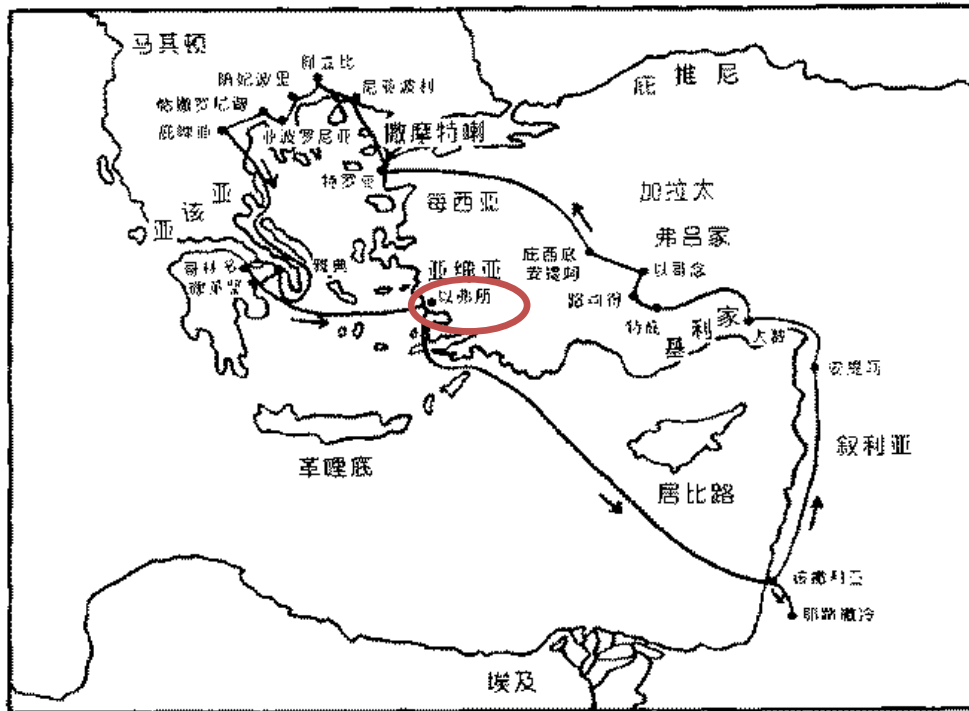 马其顿
腓立比
暗妃波里
尼亚波利
帖撒罗尼迦
庇哩亚
亚波罗尼亚
撒摩特喇
庇推尼
特罗亚
每西亚
加拉太
弗吕家
亚该亚
彼西底
安提阿
以哥念
哥林多
雅典
亚细亚
以弗所
路司得
特庇
基利家
大数
安提阿
叙利亚
革哩底
居比路
该撒利亚
耶路撒冷
埃及